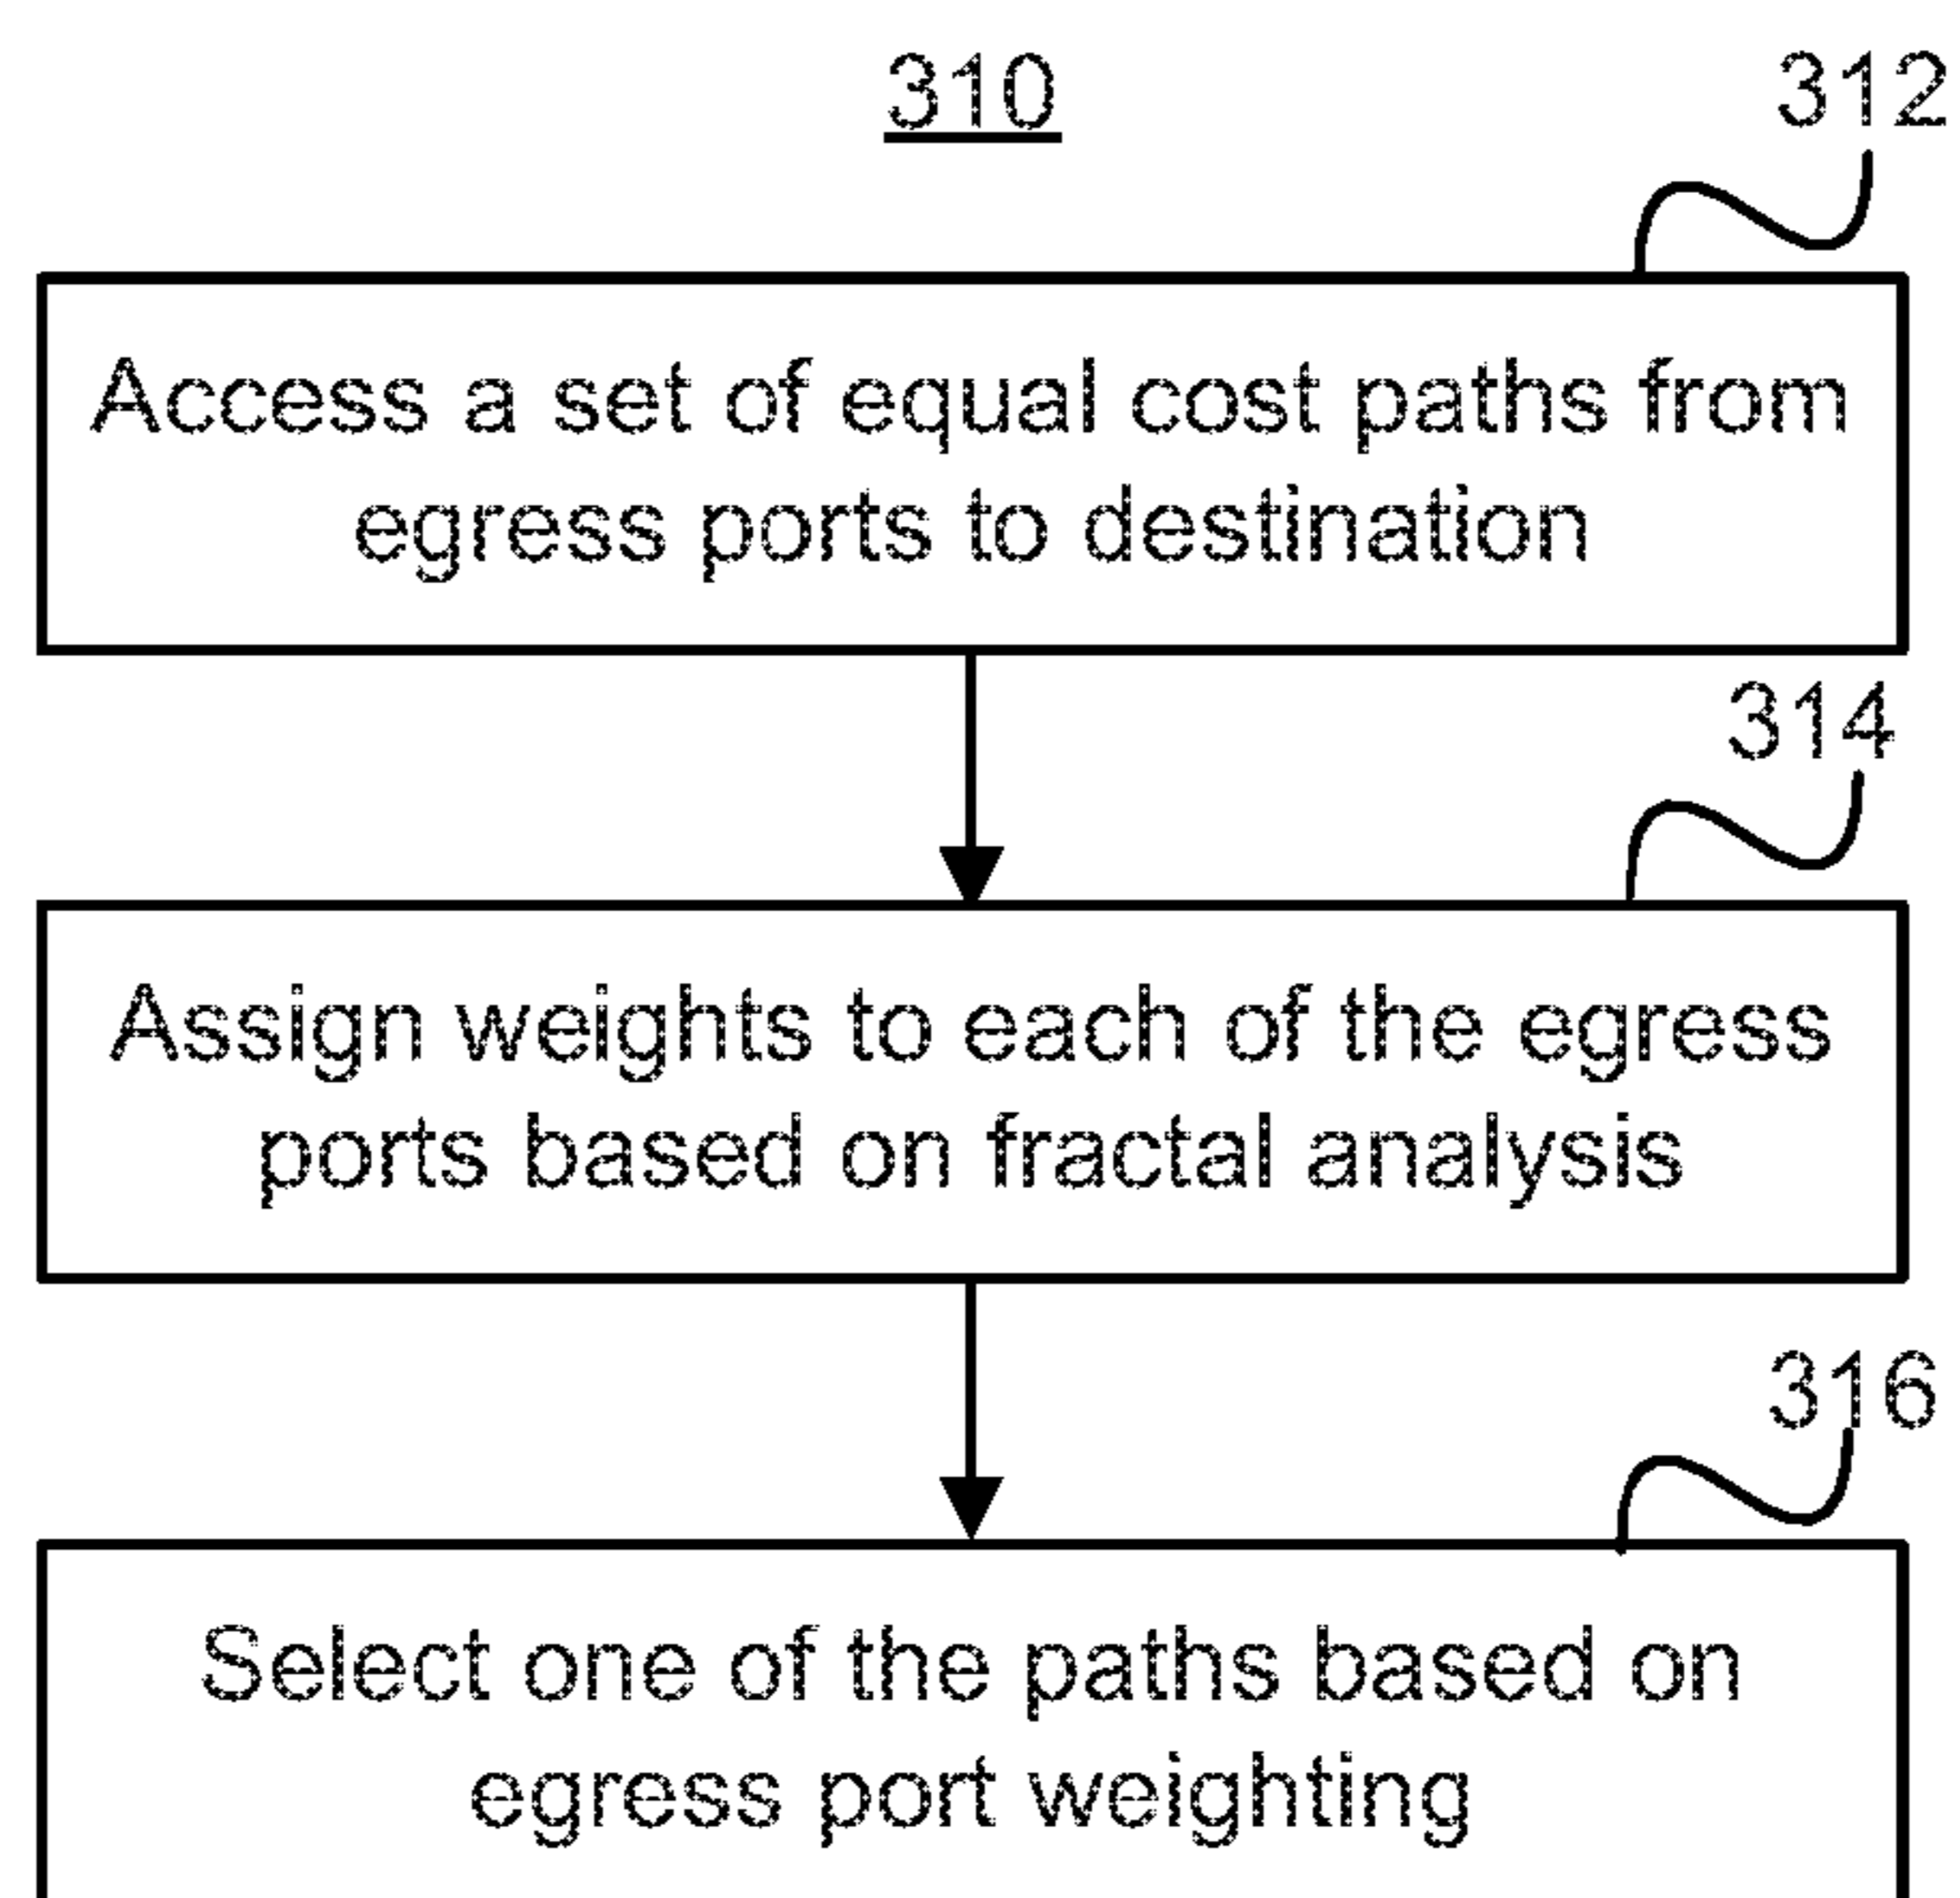 310
312
Access a set of equal cost paths from
egress ports to destination
314
Assign weights to each of the egress
ports based on fractal analysis
316
Select one of the paths based on
egress port weighting